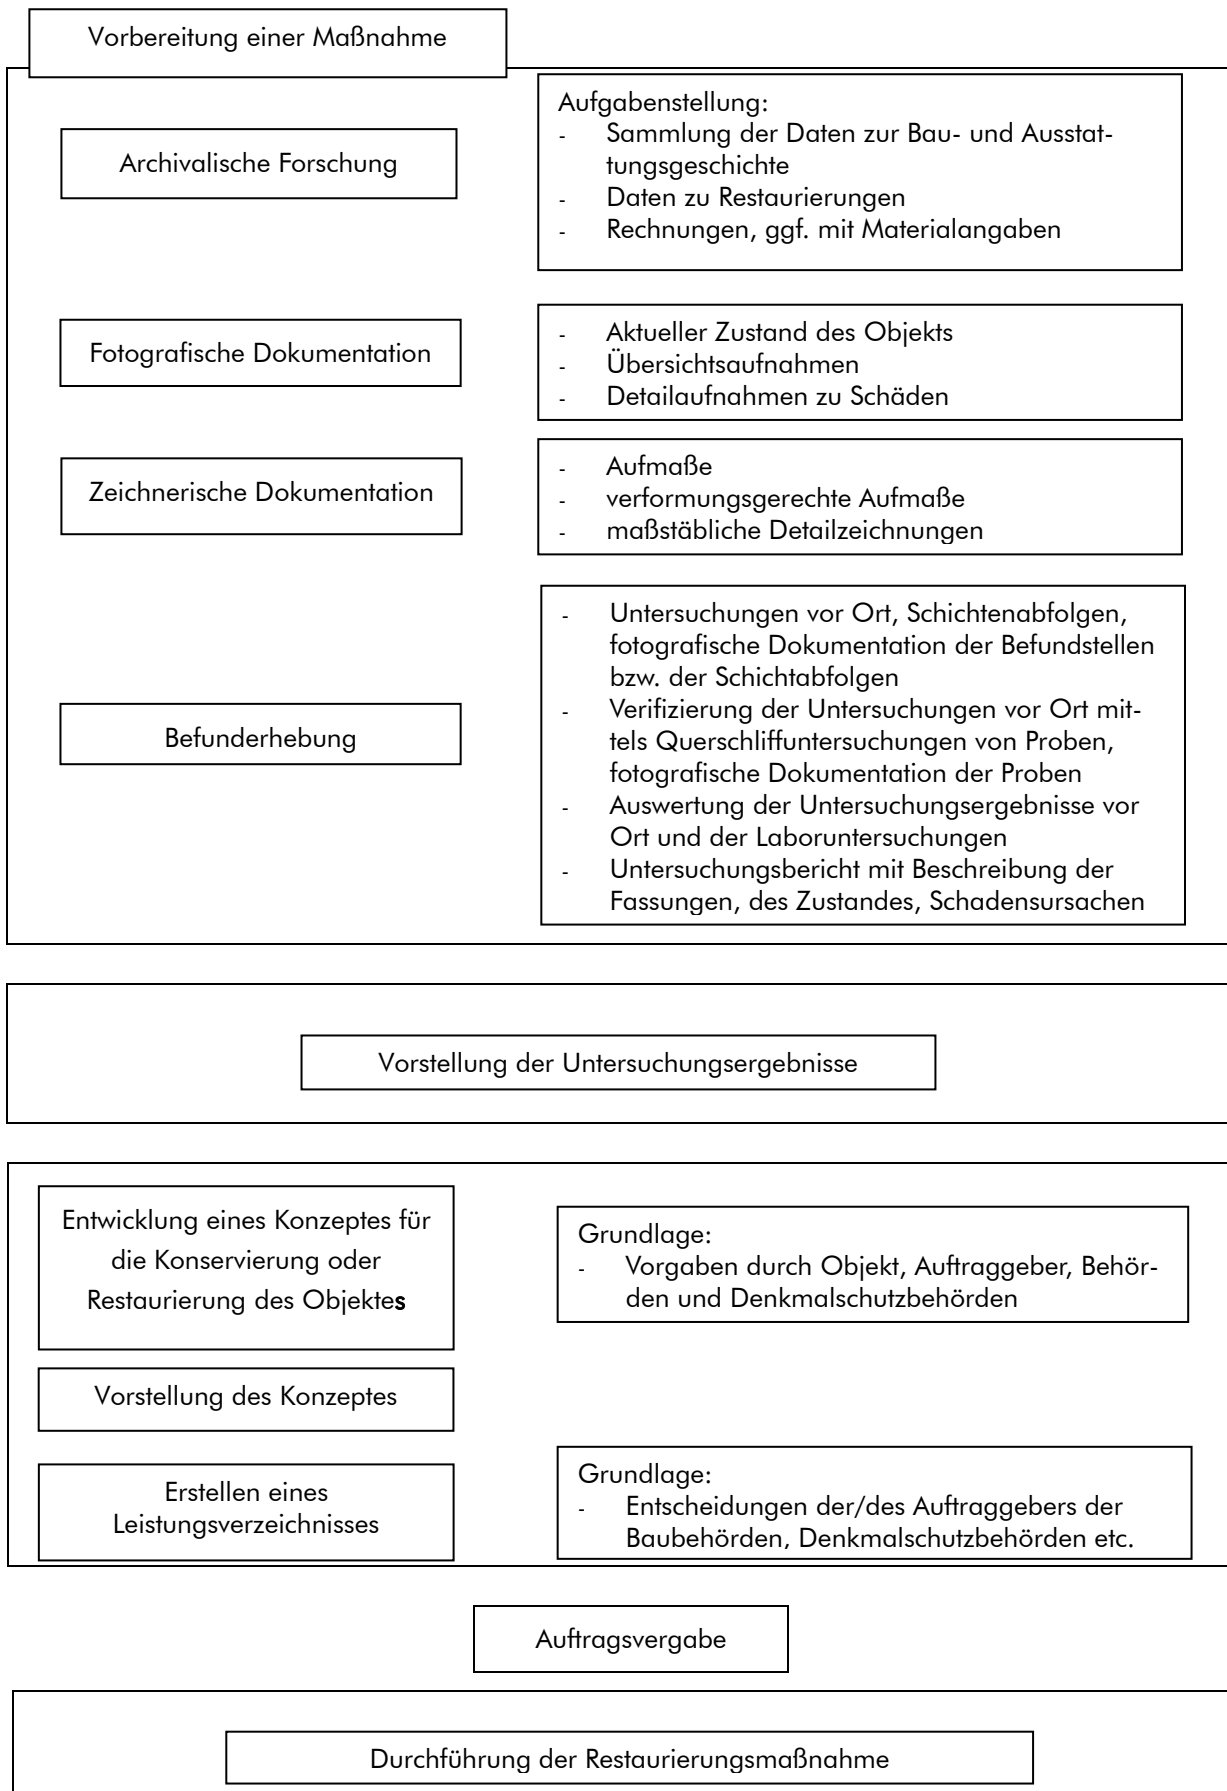 Vorbereitung einer Maßnahme
Archivalische Forschung
Aufgabenstellung:
- Sammlung der Daten zur Bau- und Ausstat-
tungsgeschichte
- Daten zu Restaurierungen
- Rechnungen, ggf. mit Materialangaben
Fotografische Dokumentation
- Aktueller Zustand des Objekts
- Übersichtsaufnahmen
- Detailaufnahmen zu Schäden
Zeichnerische Dokumentation
- Aufmaße
- verformungsgerechte Aufmaße
- maßstäbliche Detailzeichnungen
Befunderhebung
- Untersuchungen vor Ort, Schichtenabfolgen,
fotografische Dokumentation der Befundstellen
bzw. der Schichtabfolgen
- Verifizierung der Untersuchungen vor Ort mit-
tels Querschliffuntersuchungen von Proben,
fotografische Dokumentation der Proben
- Auswertung der Untersuchungsergebnisse vor
Ort und der Laboruntersuchungen
- Untersuchungsbericht mit Beschreibung der
Fassungen, des Zustandes, Schadensursachen
Vorstellung der Untersuchungsergebnisse
Entwicklung eines Konzeptes für
die Konservierung oder
Restaurierung des Objektes
Grundlage:
- Vorgaben durch Objekt, Auftraggeber, Behör-
den und Denkmalschutzbehörden
Vorstellung des Konzeptes
Erstellen eines
Leistungsverzeichnisses
Grundlage:
- Entscheidungen der/des Auftraggebers der
Baubehörden, Denkmalschutzbehörden etc.
Auftragsvergabe
Durchführung der Restaurierungsmaßnahme